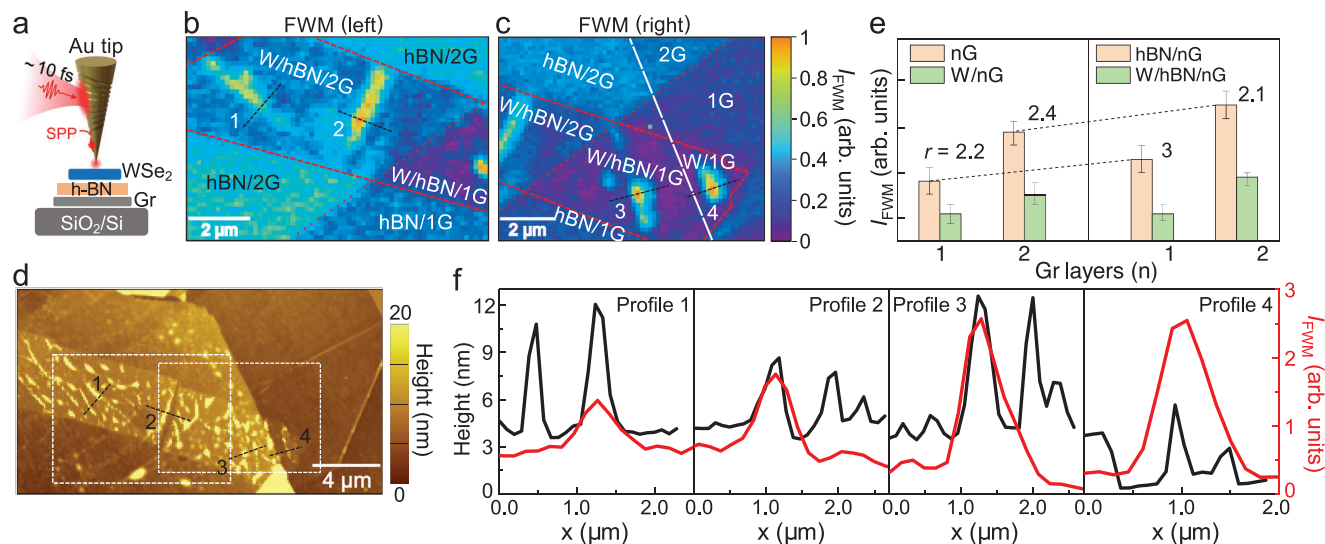 a
Au tip
~ 10 fs
SPP
WSe₂
h-BN
Gr
SiO₂/Si
b
FWM (left)
hBN/2G
W/hBN/2G
1
2
hBN/2G
W/hBN/1G
hBN/1G
2 µm
c
FWM (right)
2G
hBN/2G
1G
W/hBN/2G
W/hBN/1G
W/1G
3
4
hBN/1G
2 µm
1
0.8
0.6
0.4
0.2
0
I_FWM (arb. units)
e
nG
W/nG
hBN/nG
W/hBN/nG
2.4
2.1
r = 2.2
3
I_FWM (arb. units)
1
2
1
2
Gr layers (n)
d
1
2
3
4
4 µm
20
0
Height (nm)
f
Profile 1
Profile 2
Profile 3
Profile 4
12
9
6
3
0
Height (nm)
3
2
1
0
I_FWM (arb. units)
0.0
1.0
2.0
0.0
1.0
2.0
0.0
1.0
2.0
0.0
1.0
2.0
x (µm)
x (µm)
x (µm)
x (µm)